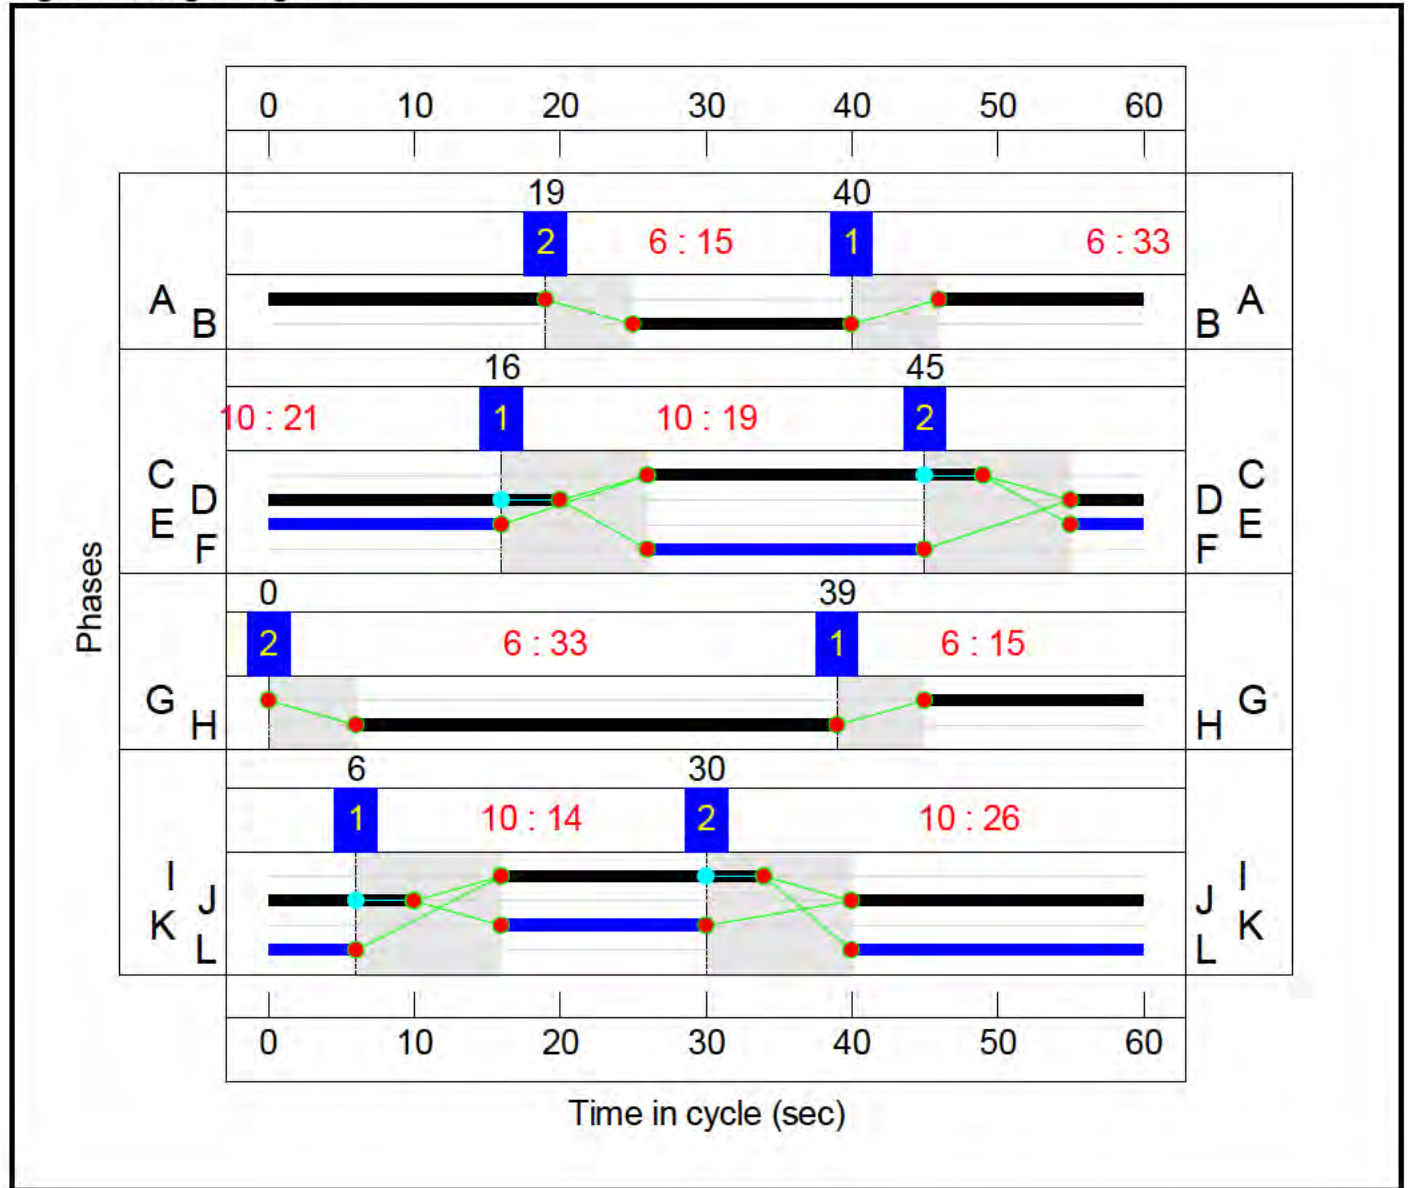 0 10 20 30 40 50 60
19 40
2 6 : 15 1 6 : 33
A A
B B
16 45
10 : 21 1 10 : 19 2
C C
D D
E E
F F
Phases
0 39
2 6 : 33 1 6 : 15
G G
H H
6 30
1 10 : 14 2 10 : 26
I I
J J
K K
L L
0 10 20 30 40 50 60
Time in cycle (sec)